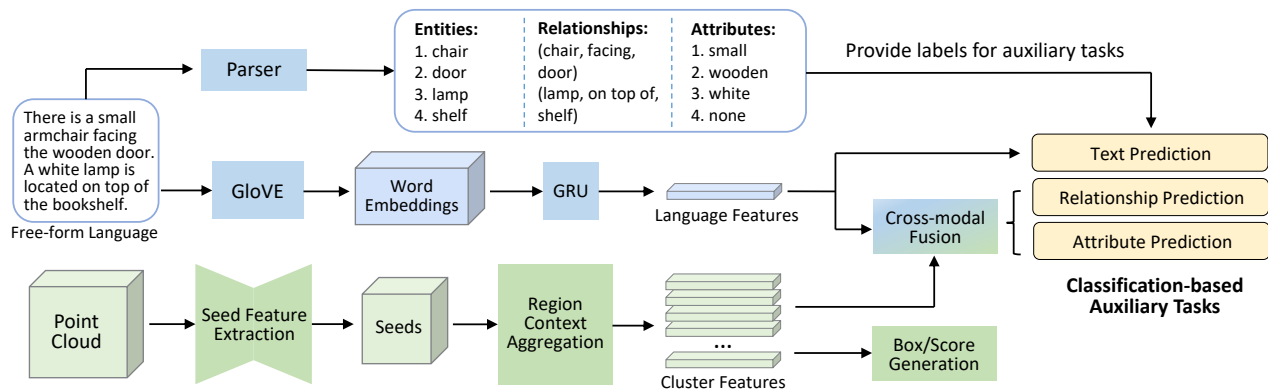 Entities:
1. chair
2. door
3. lamp
4. shelf
Relationships:
(chair, facing,
door)
(lamp, on top of,
shelf)
Attributes:
1. small
2. wooden
3. white
4. none
Parser
Provide labels for auxiliary tasks
There is a small
armchair facing
the wooden door.
A white lamp is
located on top of
the bookshelf.
Free-form Language
GloVE
Word
Embeddings
GRU
Language Features
Cross-modal
Fusion
Text Prediction
Relationship Prediction
Attribute Prediction
Classification-based
Auxiliary Tasks
Point
Cloud
Seed Feature
Extraction
Seeds
Region
Context
Aggregation
...
Cluster Features
Box/Score
Generation